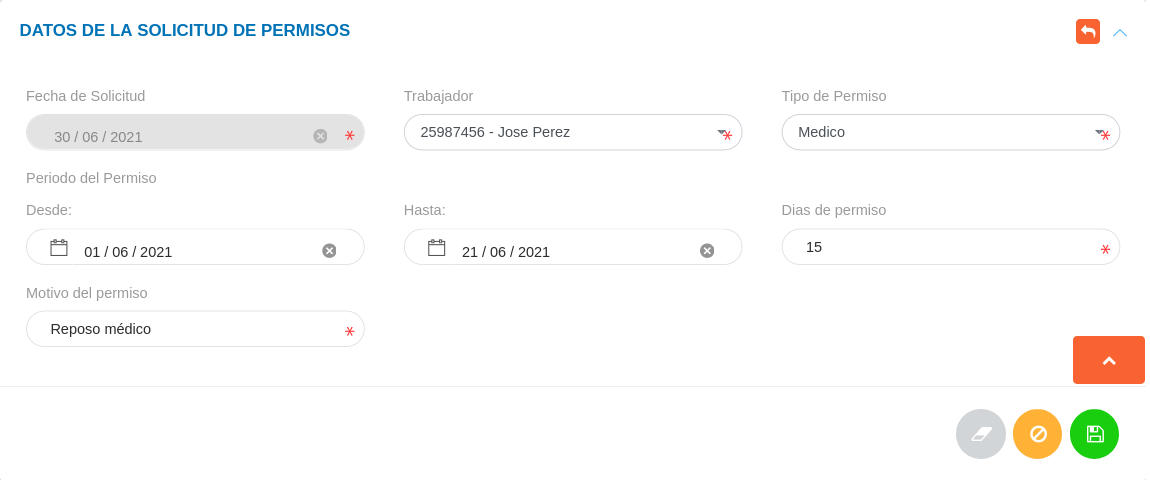 DATOS DE LA SOLICITUD DE PERMISOS
Fecha de Solicitud
Trabajador
Tipo de Permiso
30 / 06 / 2021
25987456 - Jose Perez
Medico
Periodo del Permiso
Desde:
Hasta:
Dias de permiso
01 / 06 / 2021
21 / 06 / 2021
15
Motivo del permiso
Reposo médico